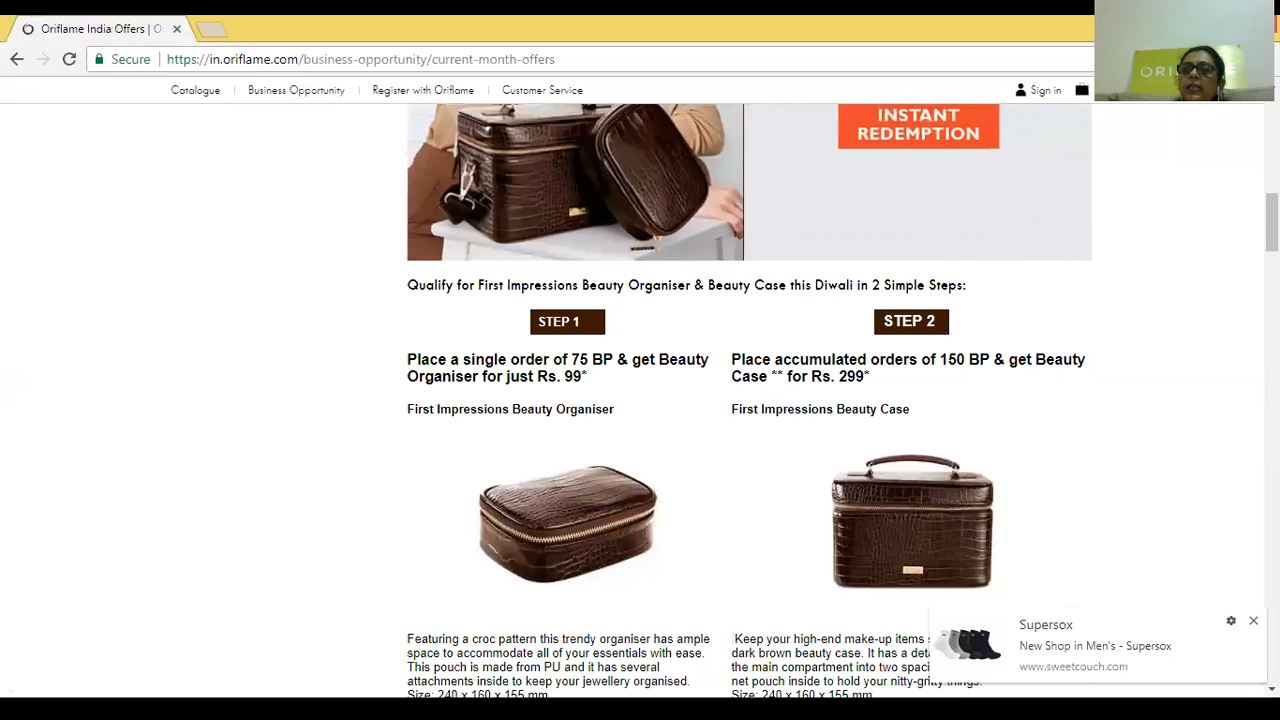 Oriflame India Offers | O
Secure
https://in.oriflame.com/business-opportunity/current-month-offers
Catalogue
Business Opportunity
Register with Oriflame
Customer Service
Sign in
INSTANT
REDEMPTION
Qualify for First Impressions Beauty Organiser & Beauty Case this Diwali in 2 Simple Steps:
STEP 1
Place a single order of 75 BP & get Beauty
Organiser for just Rs. 99*
First Impressions Beauty Organiser
Featuring a croc pattern this trendy organiser has ample
space to accommodate all of your essentials with ease.
This pouch is made from PU and it has several
attachments inside to keep your jewellery organised.
Size: 240 x 160 x 155 mm
STEP 2
Place accumulated orders of 150 BP & get Beauty
Case ** for Rs. 299*
First Impressions Beauty Case
Keep your high-end make-up items
dark brown beauty case. It has a
the main compartment into two
net pouch inside to hold your nitty-gritty things.
Size: 240 x 160 x 155 mm
Supersox
New Shop in Men's - Supersox
www.sweetcouch.com